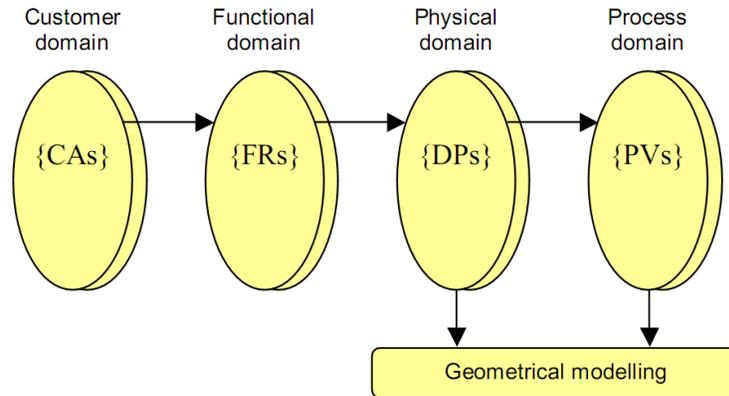 Customer domain
Functional domain
Physical domain
Process domain
{CAs}
{FRs}
{DPs}
{PVs}
Geometrical modelling